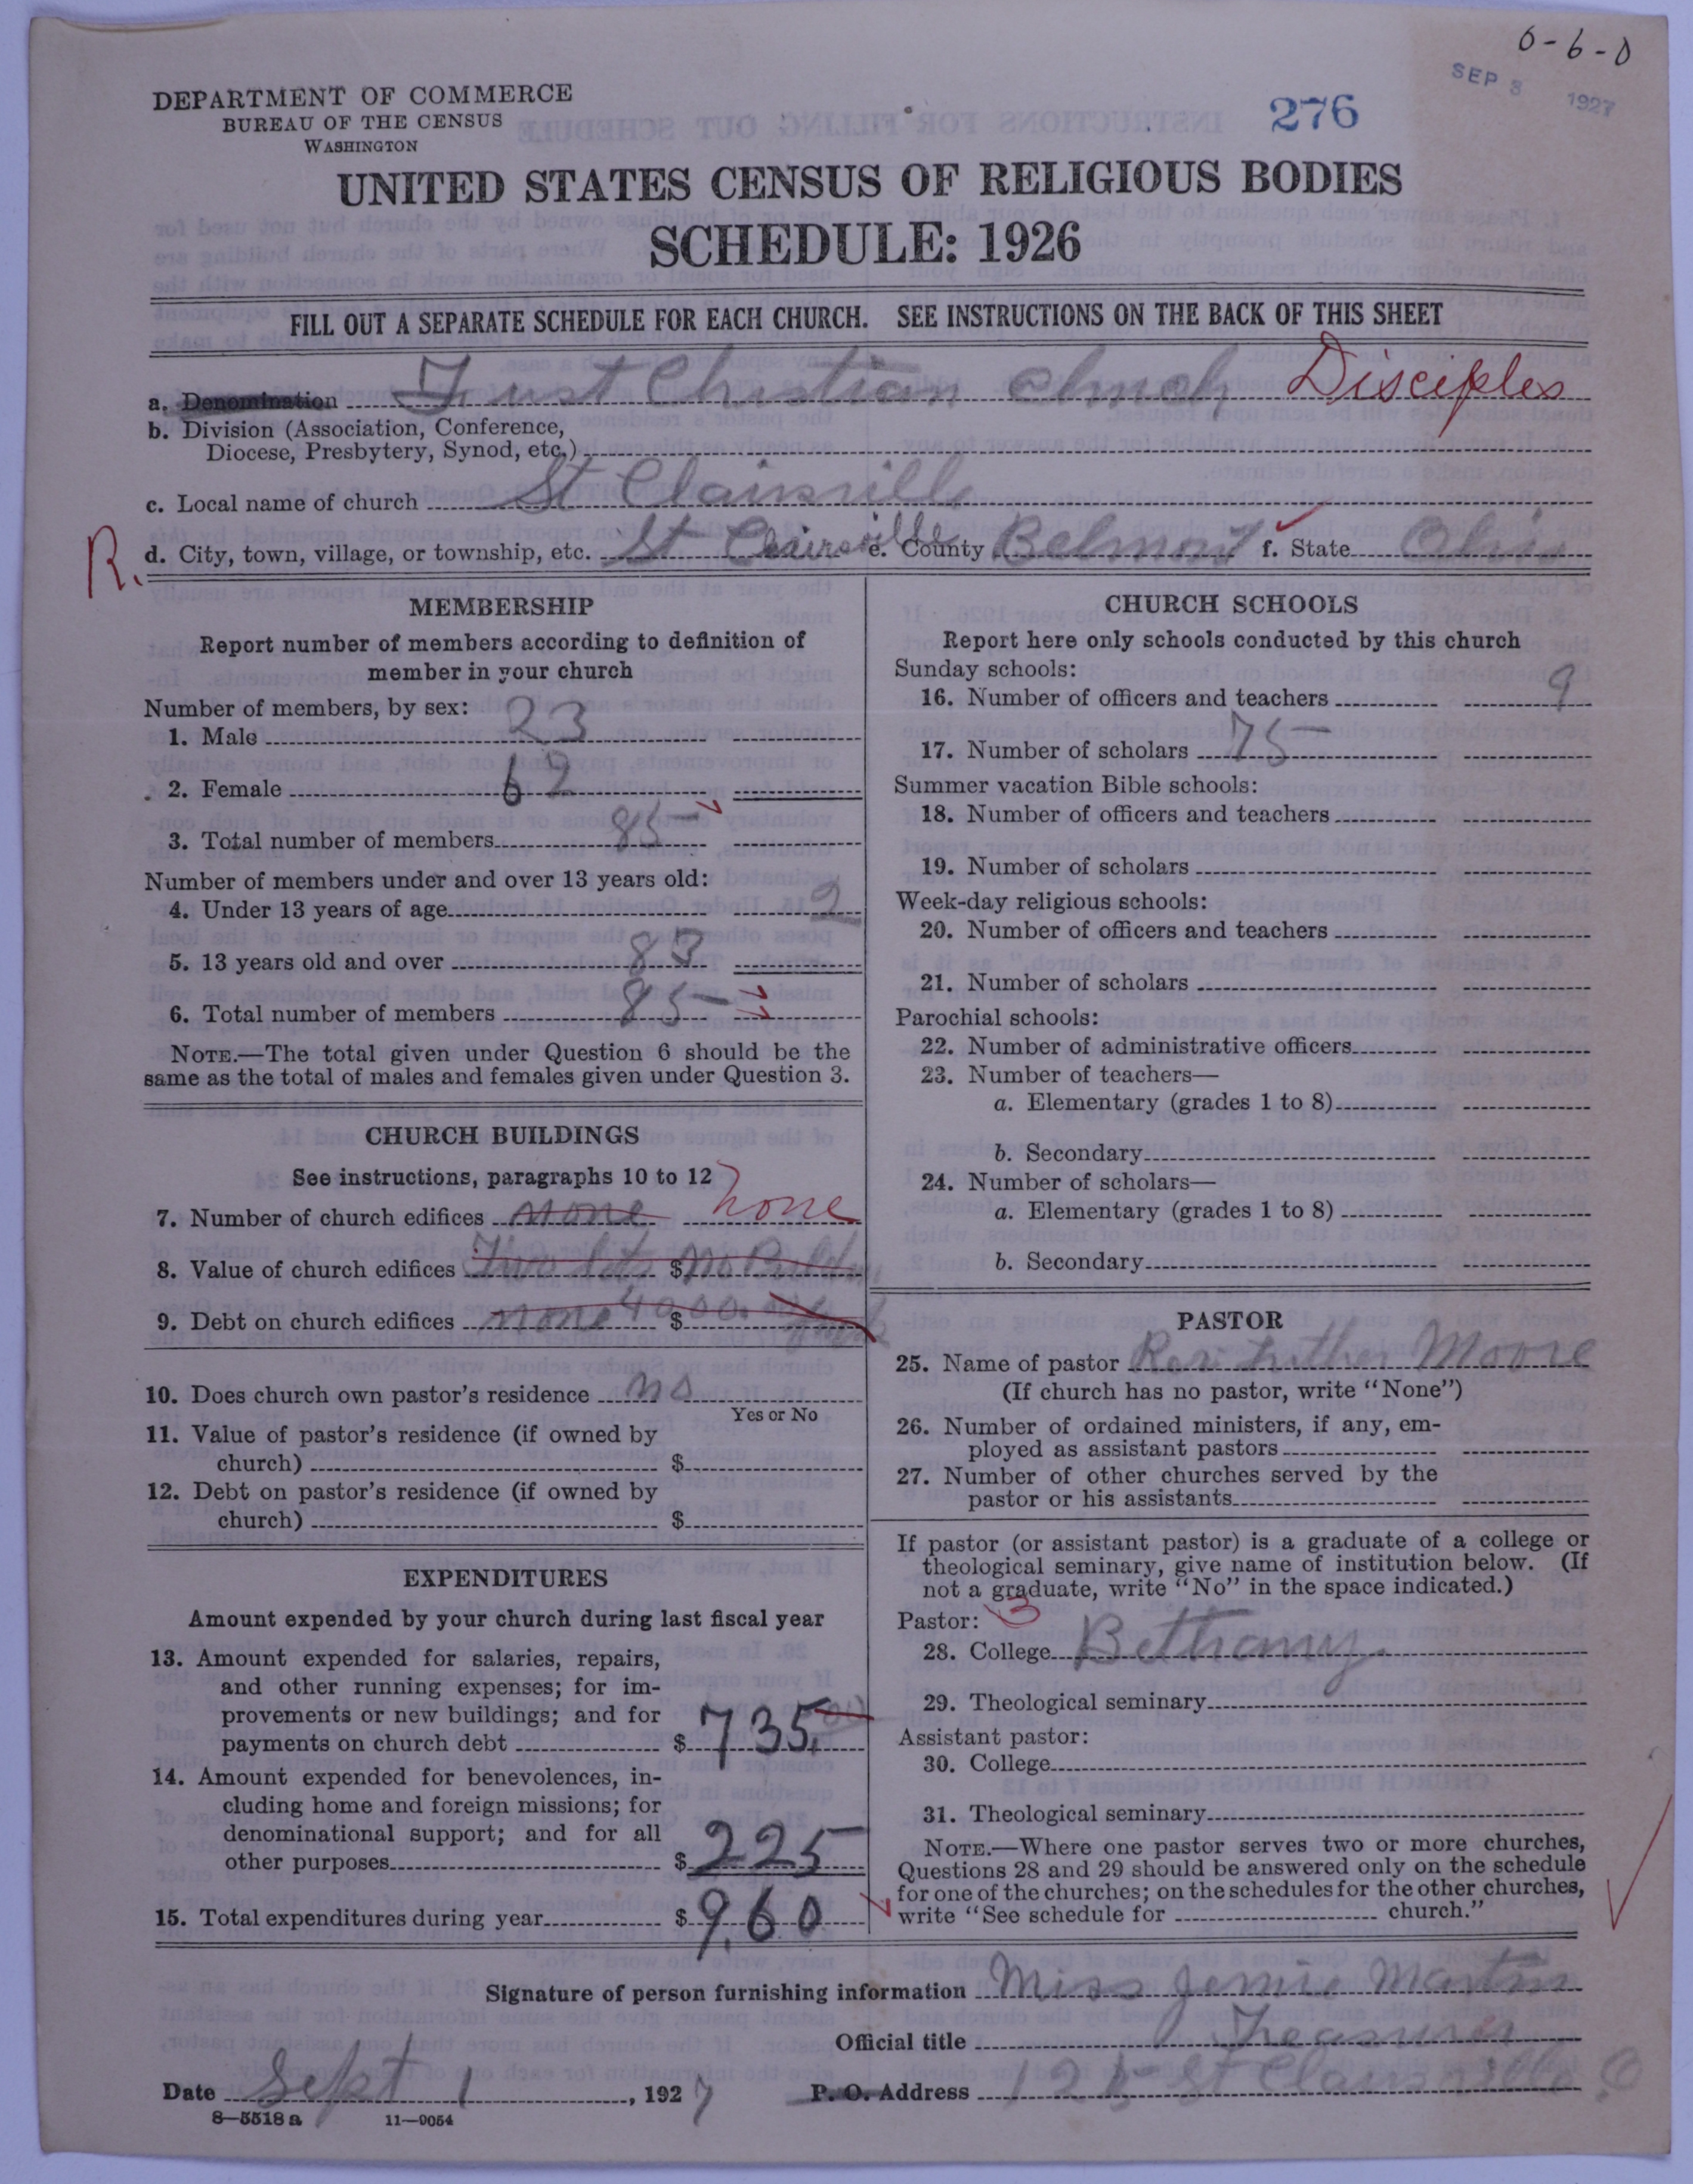 6-6-0
SEP 3 1927
276
DEPARTMENT OF COMMERCE
BUREAU OF THE CENSUS
WASHINGTON
UNITED STATES CENSUS OF RELIGIOUS BODIES
SCHEDULE: 1926
FILL OUT A SEPARATE SCHEDULE FOR EACH CHURCH. SEE INSTRUCTIONS ON THE BACK OF THIS SHEET
a. Denomination First Christian Church Disciples
b. Division (Association, Conference,
Diocese, Presbytery, Synod, etc.)
c. Local name of church St Clairsville
R. d. City, town, village, or township, etc. St Clairsville e. County Belmont f. State Ohio
MEMBERSHIP
Report number of members according to definition of
member in your church
Number of members, by sex:
1. Male 23
2. Female 62
3. Total number of members 85
Number of members under and over 13 years old:
4. Under 13 years of age 2
5. 13 years old and over 83
6. Total number of members 85
NOTE.—The total given under Question 6 should be the
same as the total of males and females given under Question 3.
CHURCH BUILDINGS
See instructions, paragraphs 10 to 12
7. Number of church edifices none none
8. Value of church edifices Two lots $ no Build
9. Debt on church edifices none 4000. $
10. Does church own pastor's residence no
Yes or No
11. Value of pastor's residence (if owned by
church) $
12. Debt on pastor's residence (if owned by
church) $
EXPENDITURES
Amount expended by your church during last fiscal year
13. Amount expended for salaries, repairs,
and other running expenses; for im-
provements or new buildings; and for
payments on church debt $ 735.00
14. Amount expended for benevolences, in-
cluding home and foreign missions; for
denominational support; and for all
other purposes $ 225
15. Total expenditures during year $ 960
CHURCH SCHOOLS
Report here only schools conducted by this church
Sunday schools:
16. Number of officers and teachers 9
17. Number of scholars 75
Summer vacation Bible schools:
18. Number of officers and teachers
19. Number of scholars
Week-day religious schools:
20. Number of officers and teachers
21. Number of scholars
Parochial schools:
22. Number of administrative officers
23. Number of teachers—
a. Elementary (grades 1 to 8)
b. Secondary
24. Number of scholars—
a. Elementary (grades 1 to 8)
b. Secondary
PASTOR
25. Name of pastor Rev. Luther Moore
(If church has no pastor, write "None")
26. Number of ordained ministers, if any, em-
ployed as assistant pastors
27. Number of other churches served by the
pastor or his assistants
If pastor (or assistant pastor) is a graduate of a college or
theological seminary, give name of institution below. (If
not a graduate, write "No" in the space indicated.)
Pastor: 3
28. College Bethany
29. Theological seminary
Assistant pastor:
30. College
31. Theological seminary
NOTE.—Where one pastor serves two or more churches,
Questions 28 and 29 should be answered only on the schedule
for one of the churches; on the schedules for the other churches,
write "See schedule for church."
Signature of person furnishing information Miss Jennie Martin
Official title Treasurer
Date Sept 1, 1927 P. O. Address 125 St Clairsville O
8-5518 a 11-9054